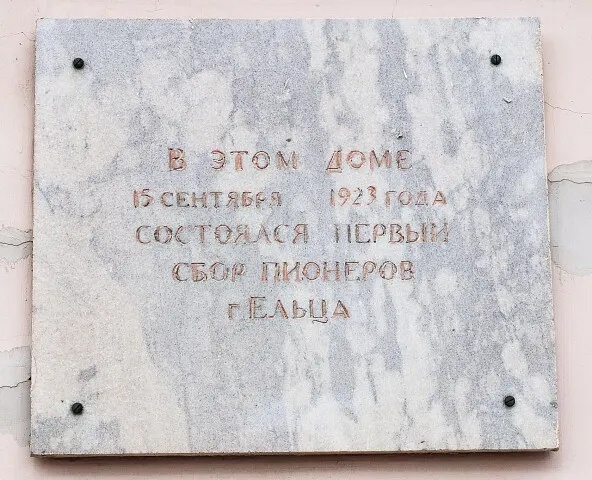 В ЭТОМ ДОМЕ
15 СЕНТЯБРЯ 1923 ГОДА
СОСТОЯЛСЯ ПЕРВЫЙ
СБОР ПИОНЕРОВ
г ЕЛЬЦА